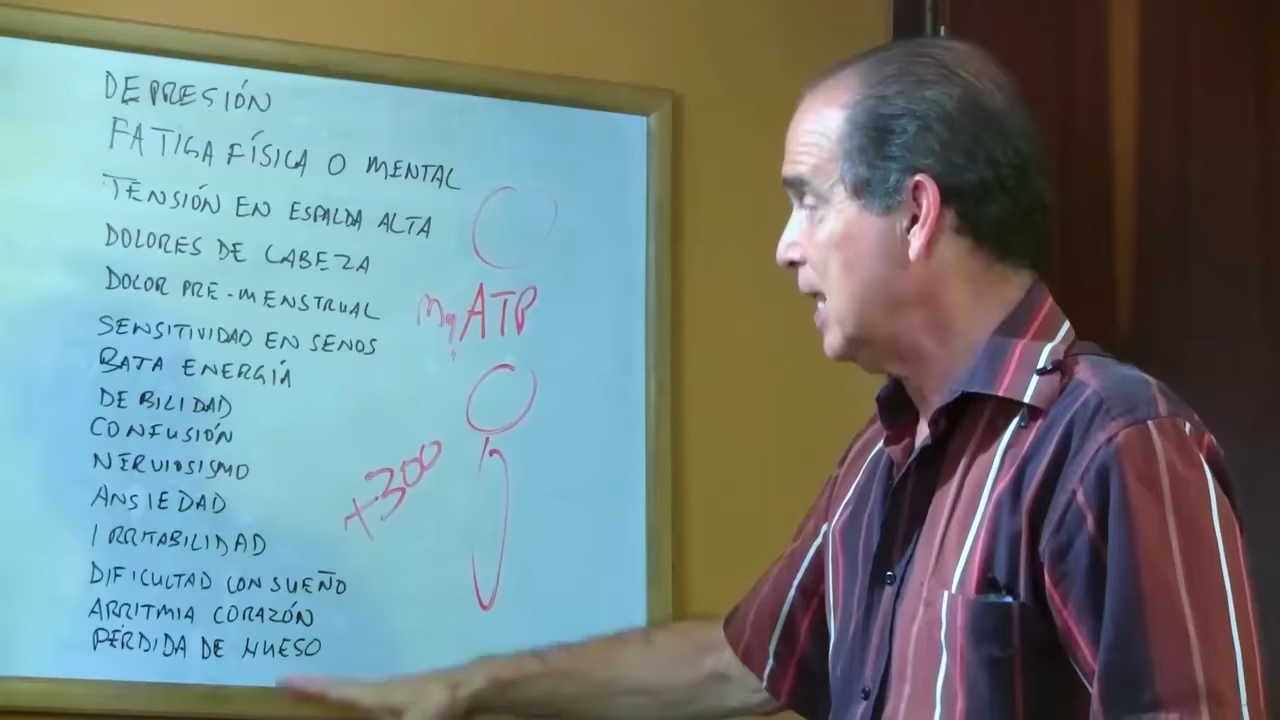 DEPRESIÓN
FATIGA FÍSICA O MENTAL
TENSIÓN EN ESPALDA ALTA
DOLORES DE CABEZA
DOLOR PRE-MENSTRUAL
SENSITIVIDAD EN SENOS
BAJA ENERGÍA
DEBILIDAD
CONFUSIÓN
NERVIOSISMO
ANSIEDAD
IRRITABILIDAD
DIFICULTAD CON SUEÑO
ARRITMIA CORAZÓN
PÉRDIDA DE HUESO
Mg ATP
+300